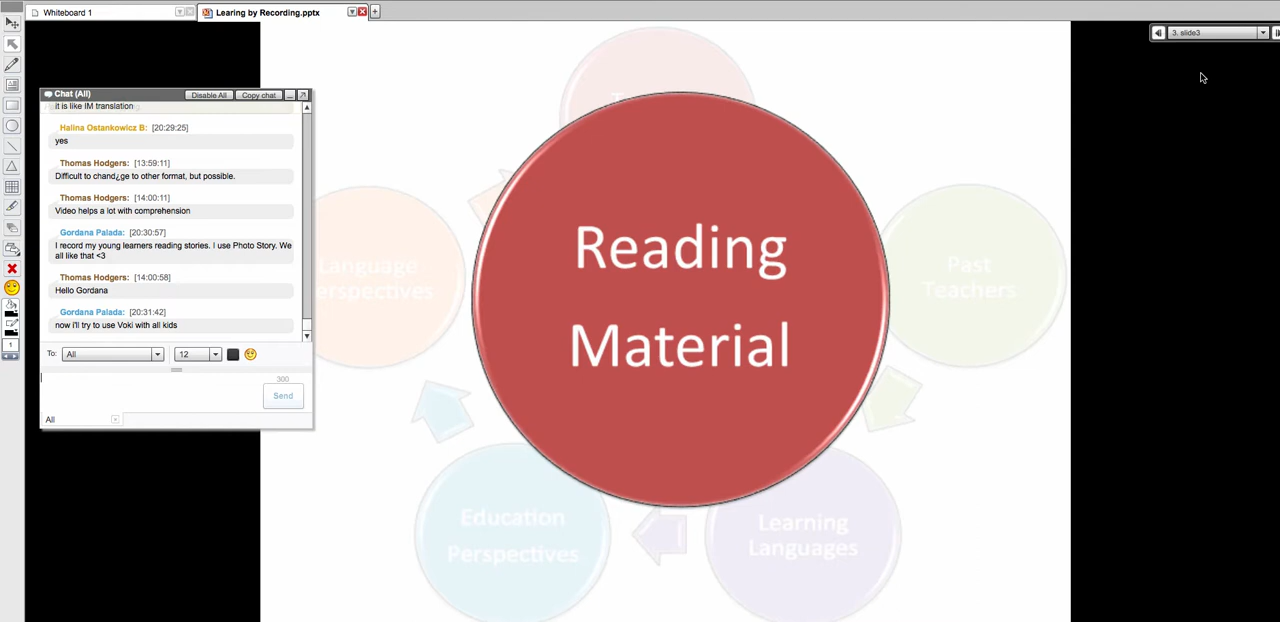 Whiteboard 1
Learing by Recording.pptx
3. slide3
Chat (All)
Disable All
Copy chat
it is like IM translation
Halina Ostankowicz B: [20:29:25]
yes
Thomas Hodgers: [13:59:11]
Difficult to chand¿ge to other format, but possible.
Thomas Hodgers: [14:00:11]
Video helps a lot with comprehension
Gordana Palada: [20:30:57]
I record my young learners reading stories. I use Photo Story. We
all like that <3
Thomas Hodgers: [14:00:58]
Hello Gordana
Gordana Palada: [20:31:42]
now i'll try to use Voki with all kids
To: All 12
300
Send
All
1
Reading
Material
Past
Teachers
Learning
Languages
Education
Perspectives
Language